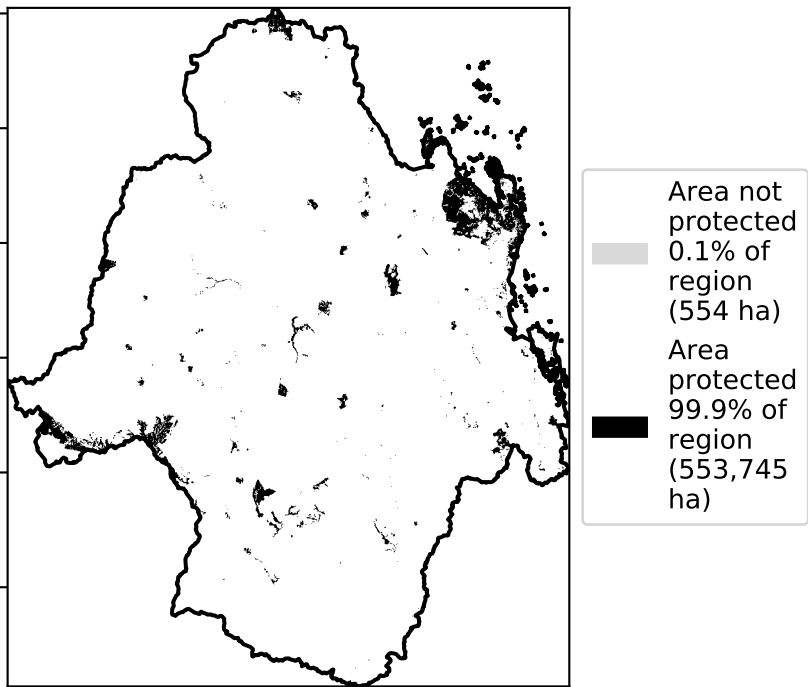 Area not
protected
0.1% of
region
(554 ha)
Area
protected
99.9% of
region
(553,745
ha)